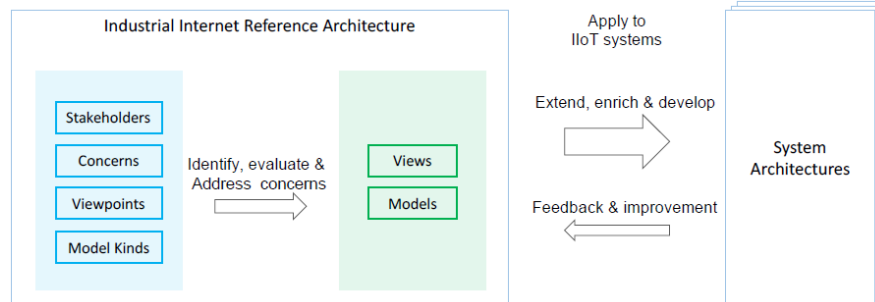 Industrial Internet Reference Architecture
Stakeholders
Concerns
Viewpoints
Model Kinds
Identify, evaluate &
Address concerns
Views
Models
Apply to
IIoT systems
Extend, enrich & develop
Feedback & improvement
System
Architectures